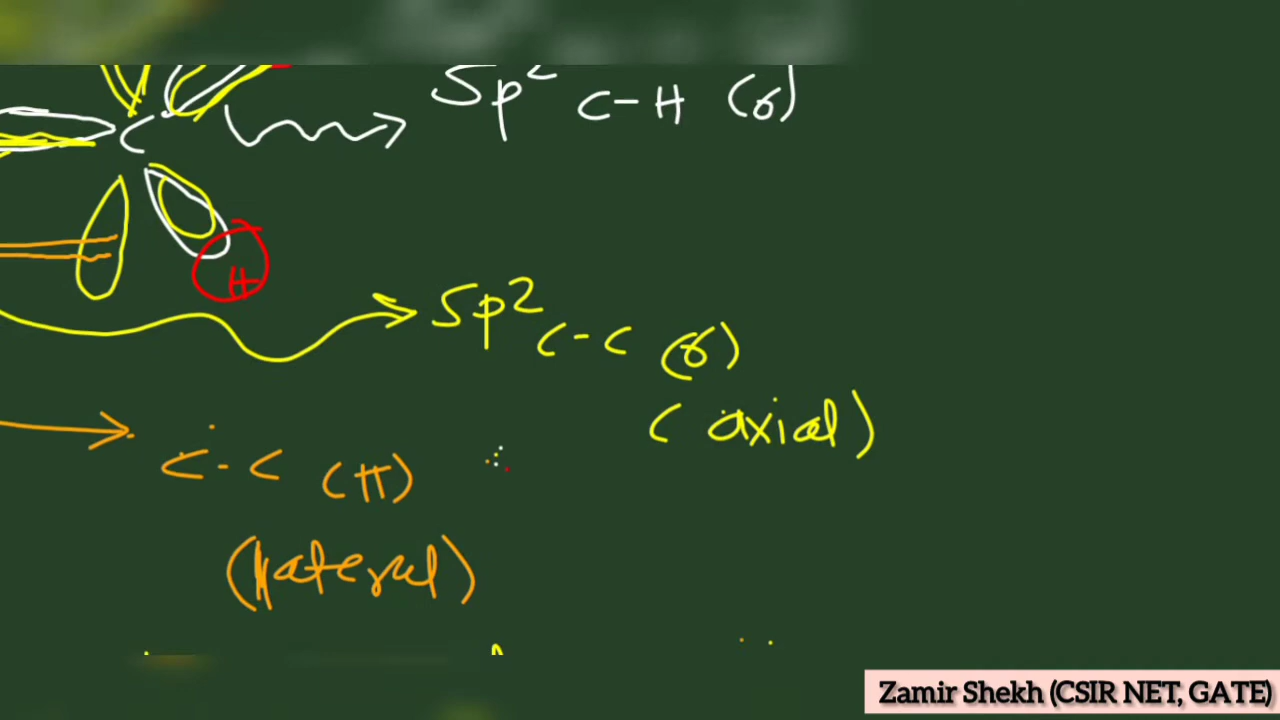 Sp² C-H (σ)
C
H
Sp² C-C (σ)
(axial)
C-C (π)
(lateral)
Zamir Shekh (CSIR NET, GATE)